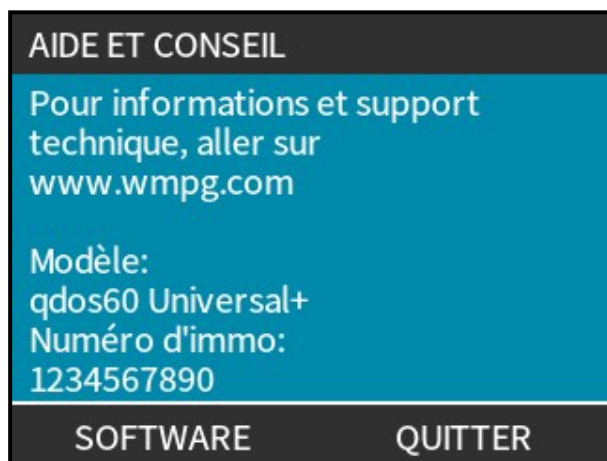 AIDE ET CONSEIL
Pour informations et support
technique, aller sur
www.wmpg.com
Modèle:
qdos60 Universal+
Numéro d'immo:
1234567890
SOFTWARE QUITTER